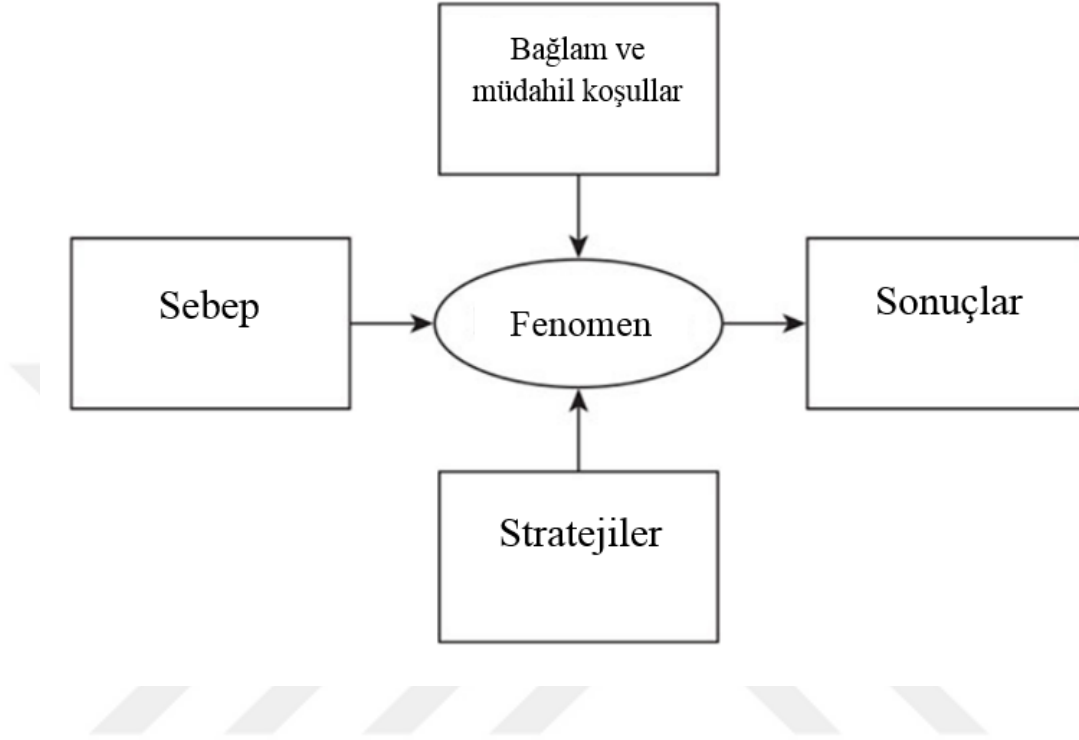 Bağlam ve
müdahil koşullar
Sebep
Fenomen
Sonuçlar
Stratejiler